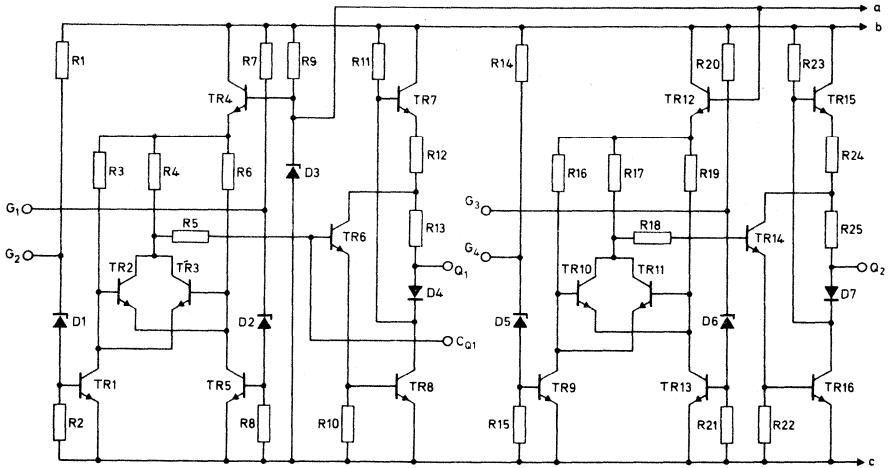 a
b
R1
R7
R9
R11
R14
R20
R23
TR4
TR7
TR12
TR15
R3
R4
R6
D3
R12
R16
R17
R19
R24
G1
R5
R13
G3
R18
R25
G2
TR6
Q1
G4
TR14
Q2
TR2
TR3
D4
TR10
TR11
D7
D1
D2
CQ1
D5
D6
TR1
TR5
TR8
TR9
TR13
TR16
R2
R8
R10
R15
R21
R22
c